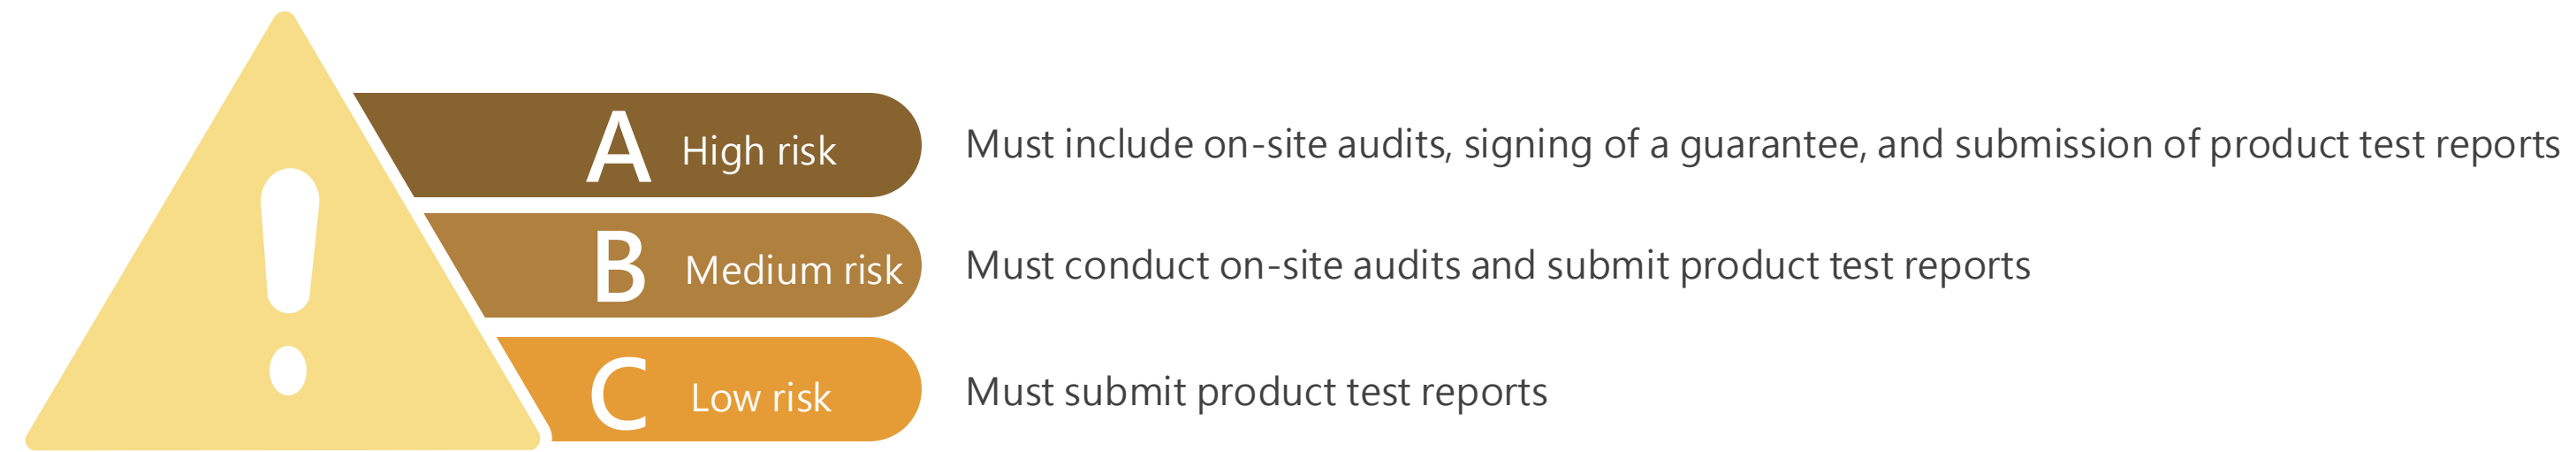 A High risk Must include on-site audits, signing of a guarantee, and submission of product test reports
B Medium risk Must conduct on-site audits and submit product test reports
C Low risk Must submit product test reports